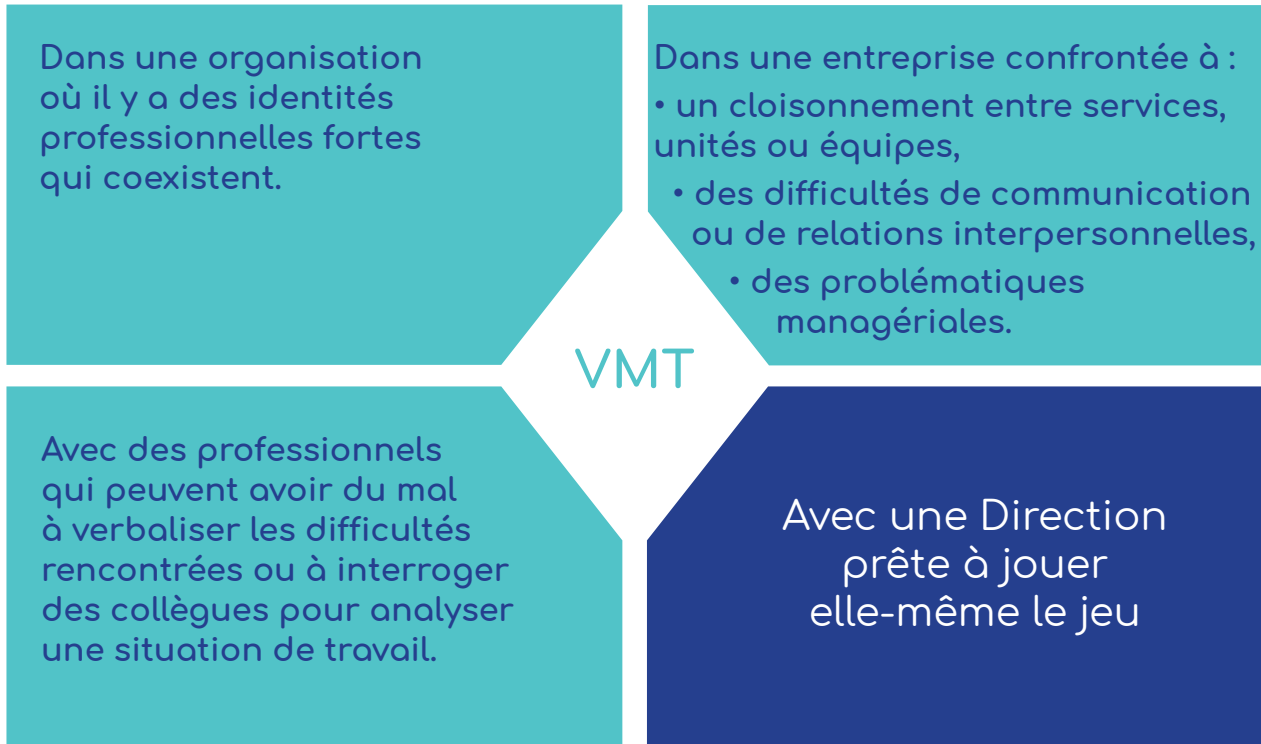 Dans une organisation
où il y a des identités
professionnelles fortes
qui coexistent.
Dans une entreprise confrontée à :
• un cloisonnement entre services,
unités ou équipes,
• des difficultés de communication
ou de relations interpersonnelles,
• des problématiques
managériales.
VMT
Avec des professionnels
qui peuvent avoir du mal
à verbaliser les difficultés
rencontrées ou à interroger
des collègues pour analyser
une situation de travail.
Avec une Direction
prête à jouer
elle-même le jeu